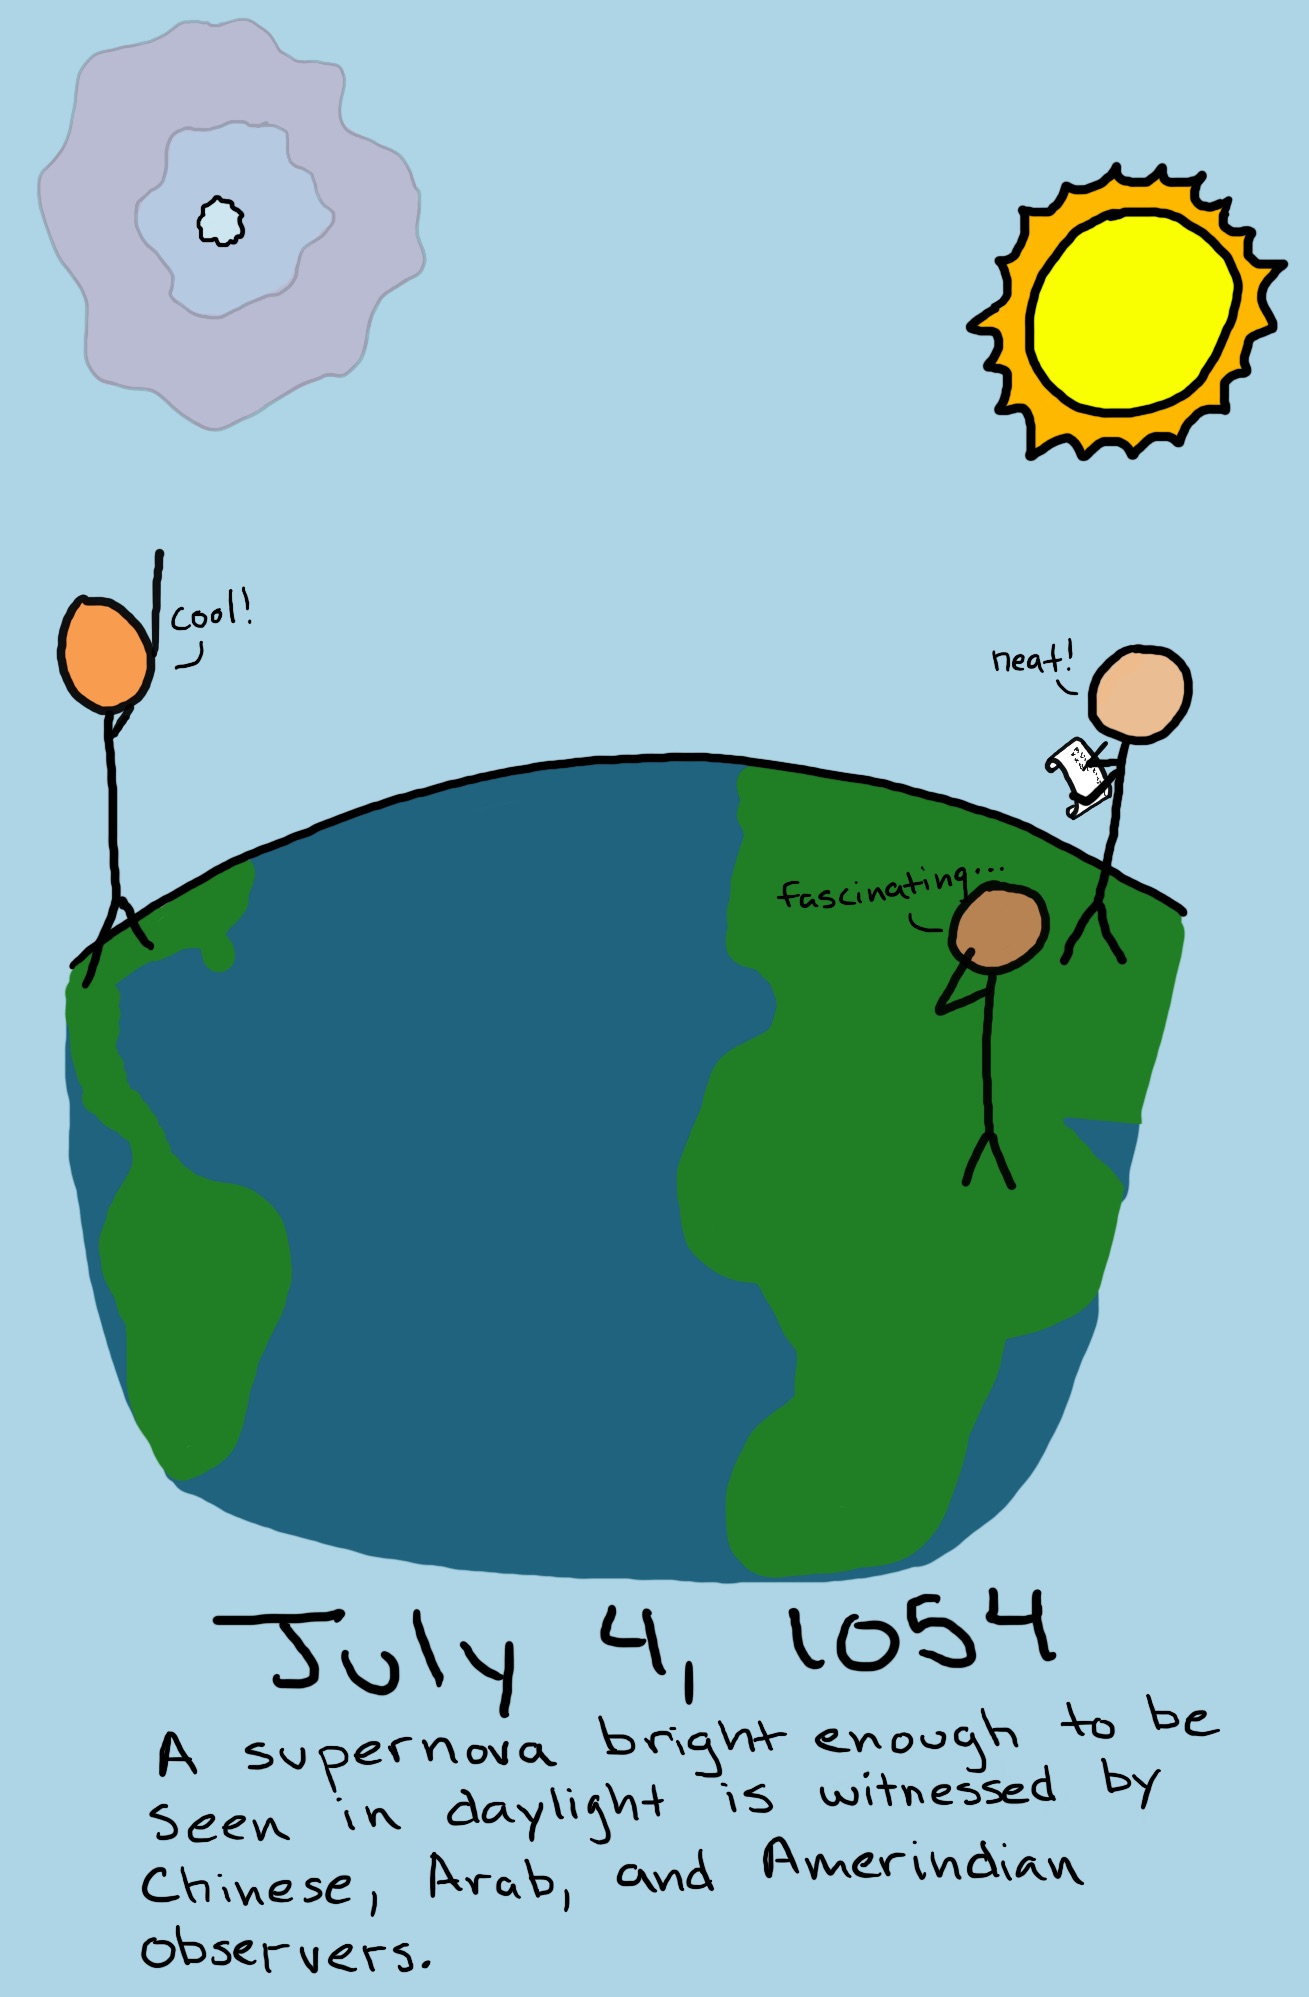 cool!
neat!
fascinating...
July 4, 1054
A supernova bright enough to be
seen in daylight is witnessed by
Chinese, Arab, and Amerindian
observers.